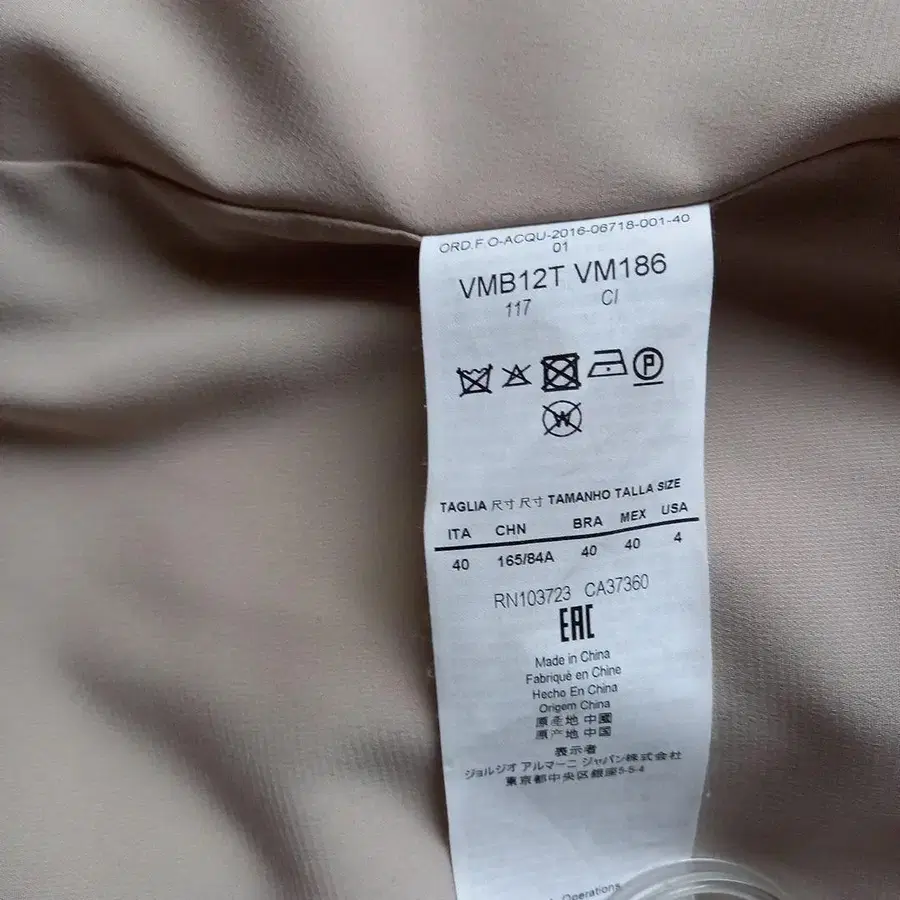 ORD.F O-ACQU-2016-06718-001-40
01
VMB12T VM186
117 CI
P
W
TAGLIA 尺寸 尺寸 TAMANHO TALLA SIZE
ITA CHN BRA MEX USA
40 165/84A 40 40 4
RN103723 CA37360
EAC
Made in China
Fabriqué en Chine
Hecho En China
Origem China
原產地 中國
原产地 中国
表示者
ジョルジオ アルマーニ ジャパン株式会社
東京都中央区銀座5-5-4
Operations